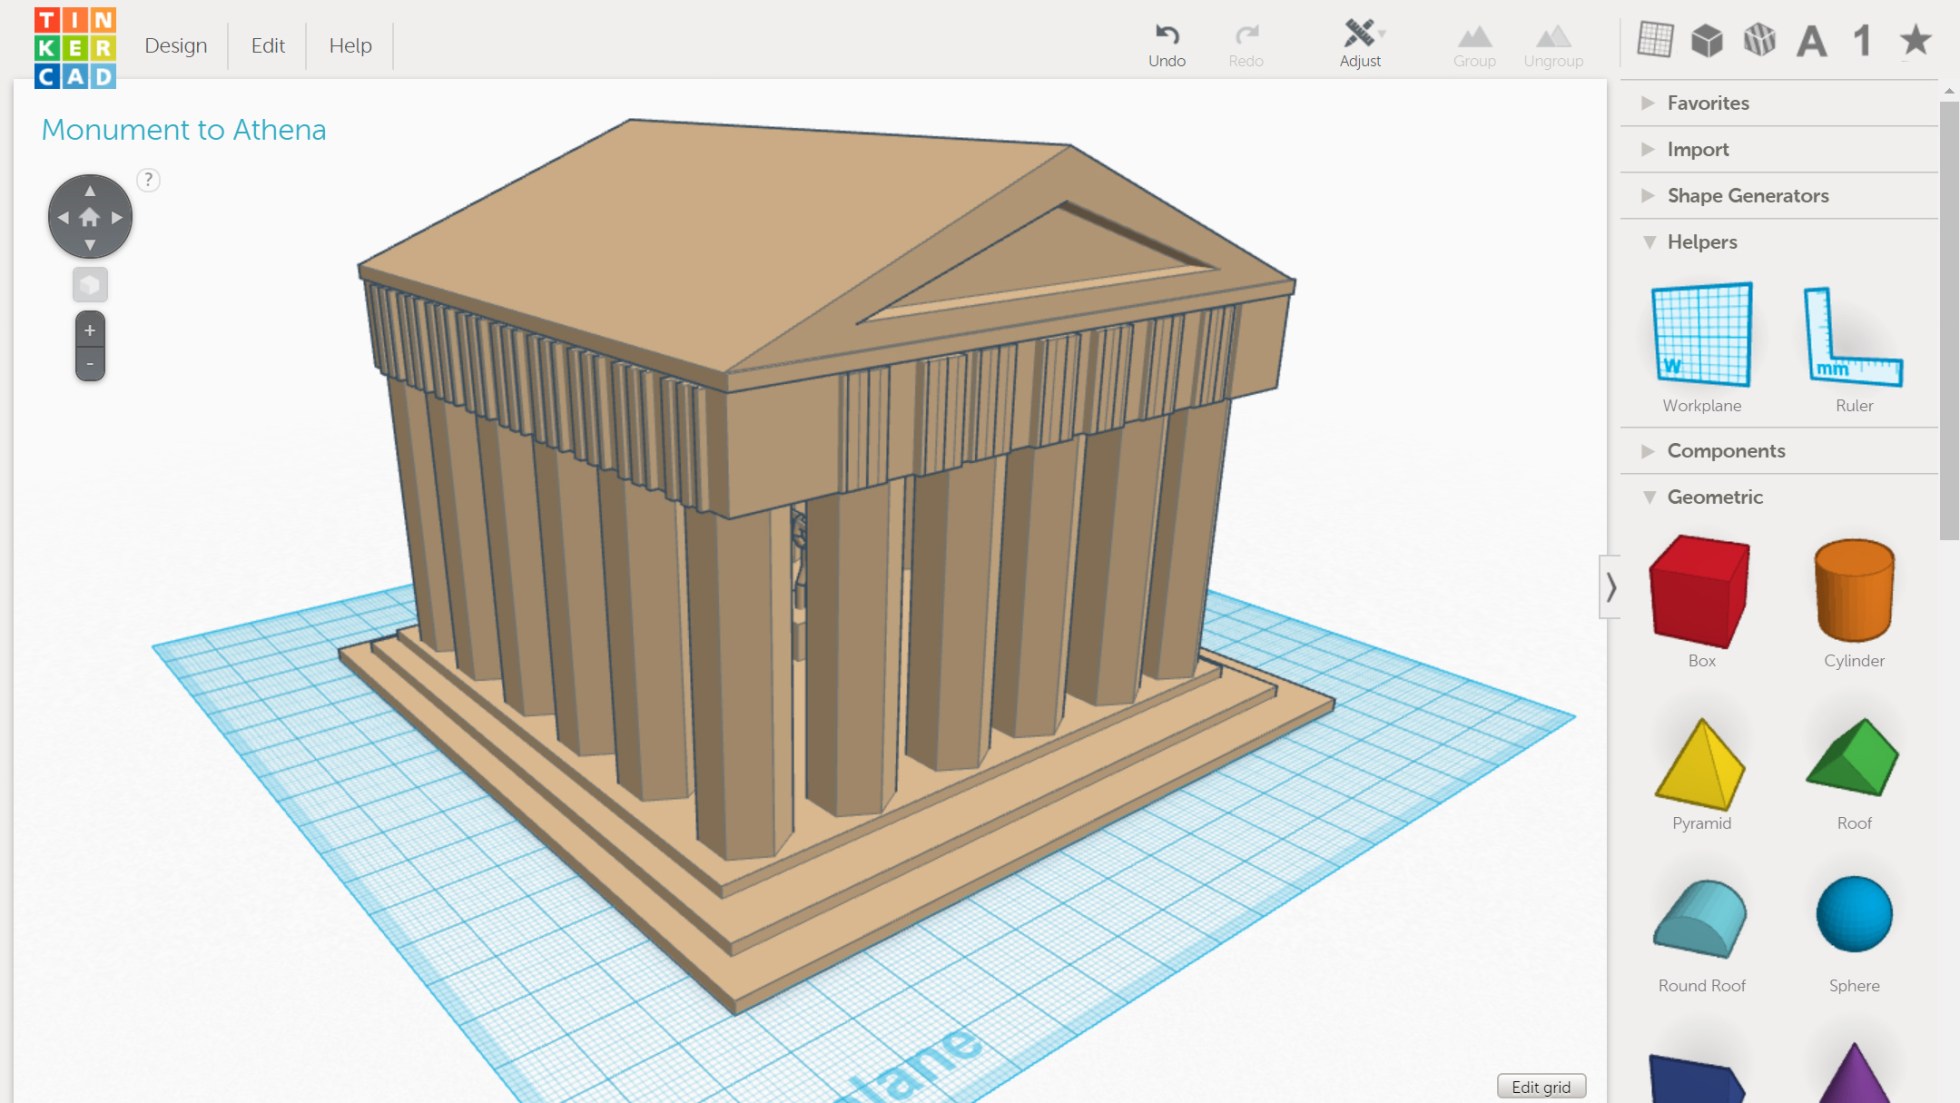 TIN
KER
CAD
Design
Edit
Help
Undo
Redo
Adjust
Group
Ungroup
A
1
Monument to Athena
?
+
-
Favorites
Import
Shape Generators
Helpers
W
mm
Workplane
Ruler
Components
Geometric
Box
Cylinder
Pyramid
Roof
Round Roof
Sphere
plane
Edit grid